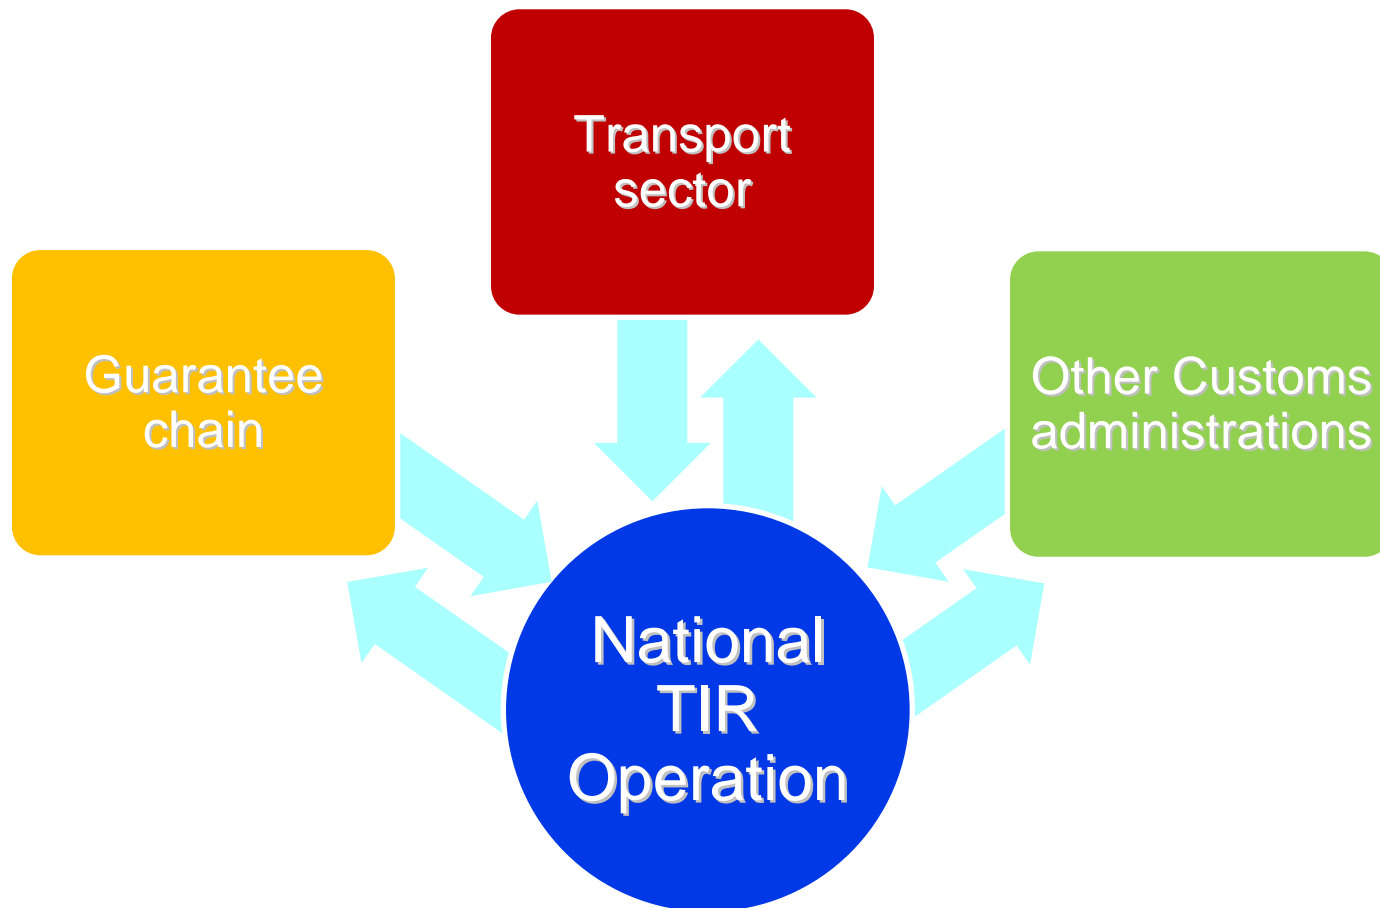 Transport
sector
Guarantee
chain
Other Customs
administrations
National
TIR
Operation